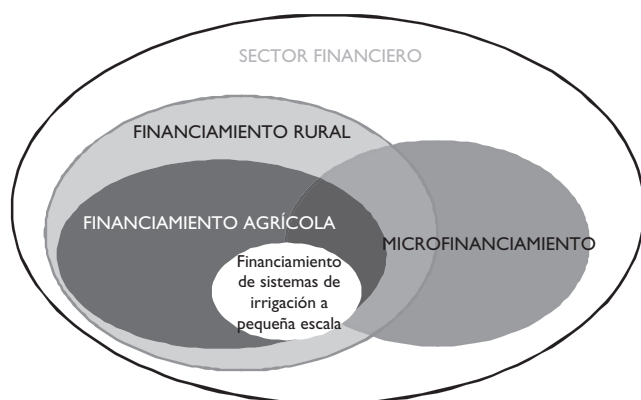 SECTOR FINANCIERO
FINANCIAMIENTO RURAL
FINANCIAMIENTO AGRÍCOLA
MICROFINANCIAMIENTO
Financiamiento
de sistemas de
irrigación a
pequeña escala